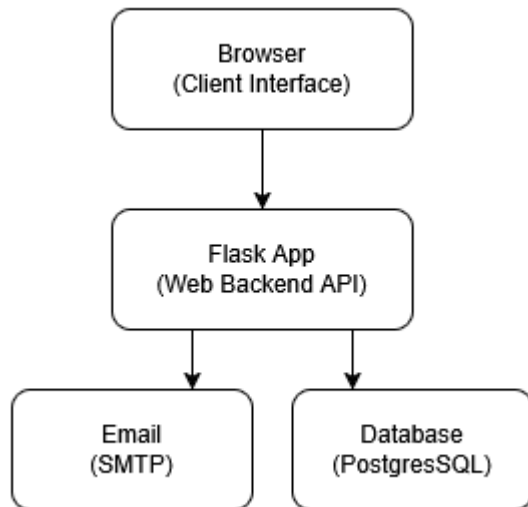 Browser
(Client Interface)
Flask App
(Web Backend API)
Email
(SMTP)
Database
(PostgresSQL)